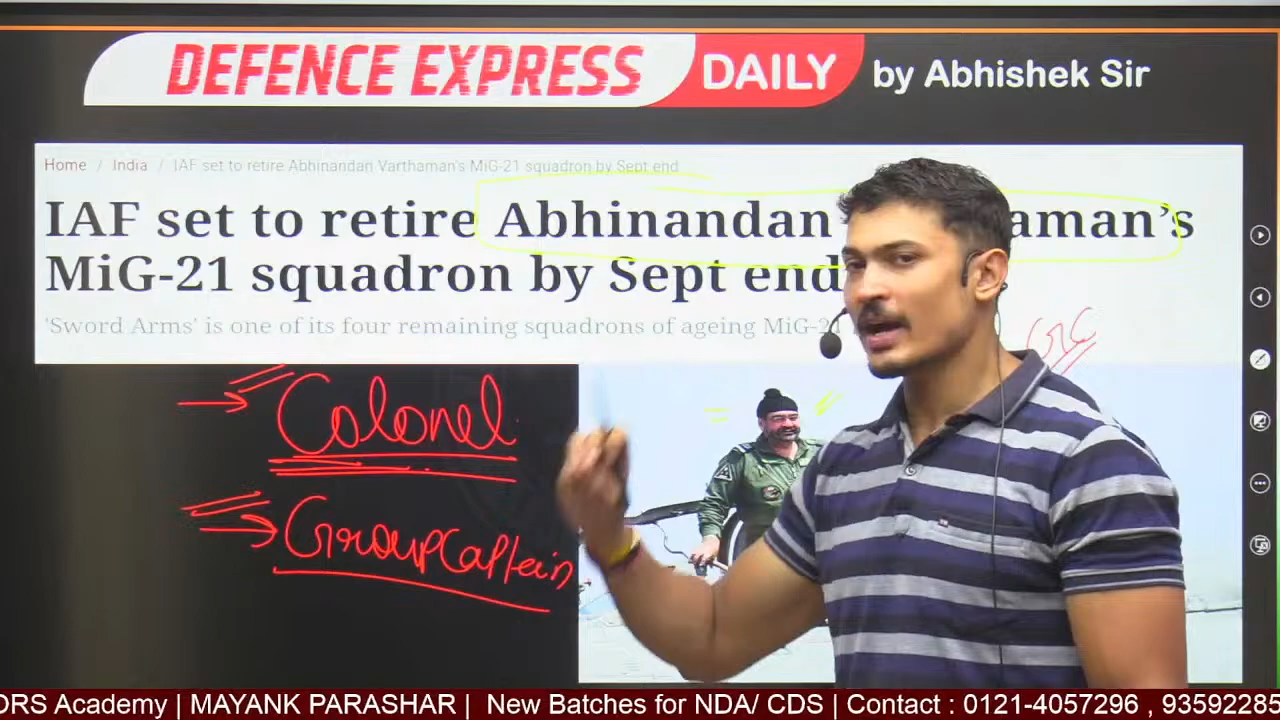 DEFENCE EXPRESS DAILY by Abhishek Sir
Home / India / IAF set to retire Abhinandan Varthaman's MiG-21 squadron by Sept end
IAF set to retire Abhinandan aman's
MiG-21 squadron by Sept end
'Sword Arms' is one of its four remaining squadrons of ageing MiG-21
Colonel
GroupCaptain
ORS Academy | MAYANK PARASHAR | New Batches for NDA/ CDS | Contact : 0121-4057296 , 93592285